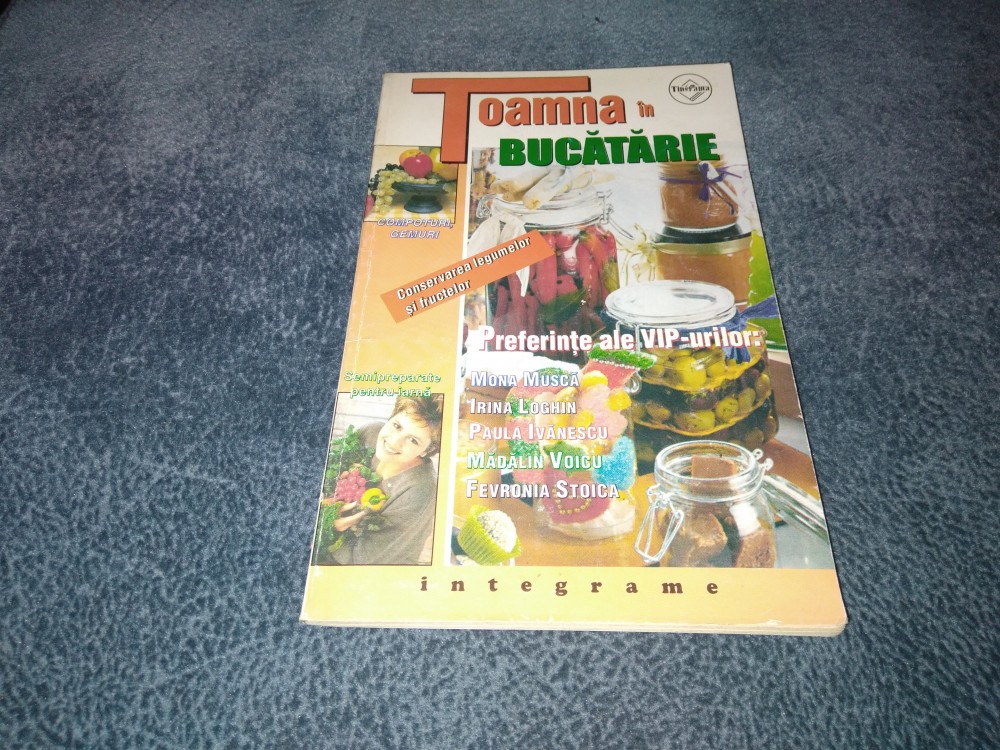 Toamna în
BUCĂTĂRIE
Tinerama
COMPOTURI,
GEMURI
Conservarea legumelor
și fructelor
Preferințe ale VIP-urilor:
MONA MUSCĂ
IRINA LOGHIN
PAULA IVĂNESCU
MĂDĂLIN VOICU
FEVRONIA STOICA
Semipreparate
pentru iarnă
integrame